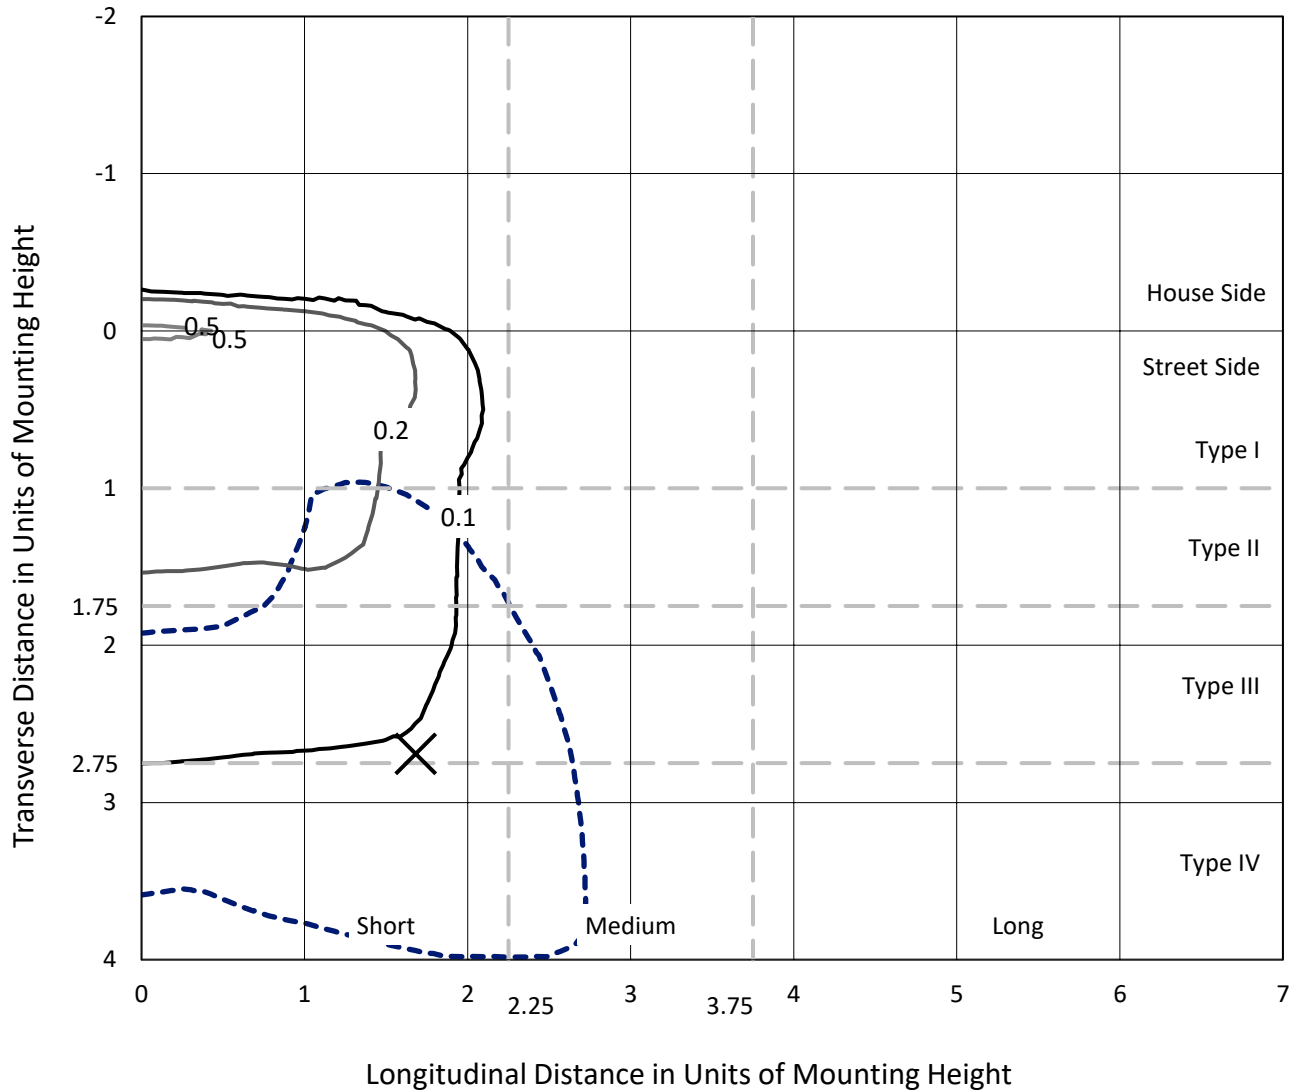 -2
-1
House Side
0
0.5
0.5
Street Side
0.2
Type I
1
0.1
Type II
1.75
2
Type III
2.75
3
Type IV
Short Medium Long
4
0 1 2 2.25 3 3.75 4 5 6 7
Transverse Distance in Units of Mounting Height
Longitudinal Distance in Units of Mounting Height